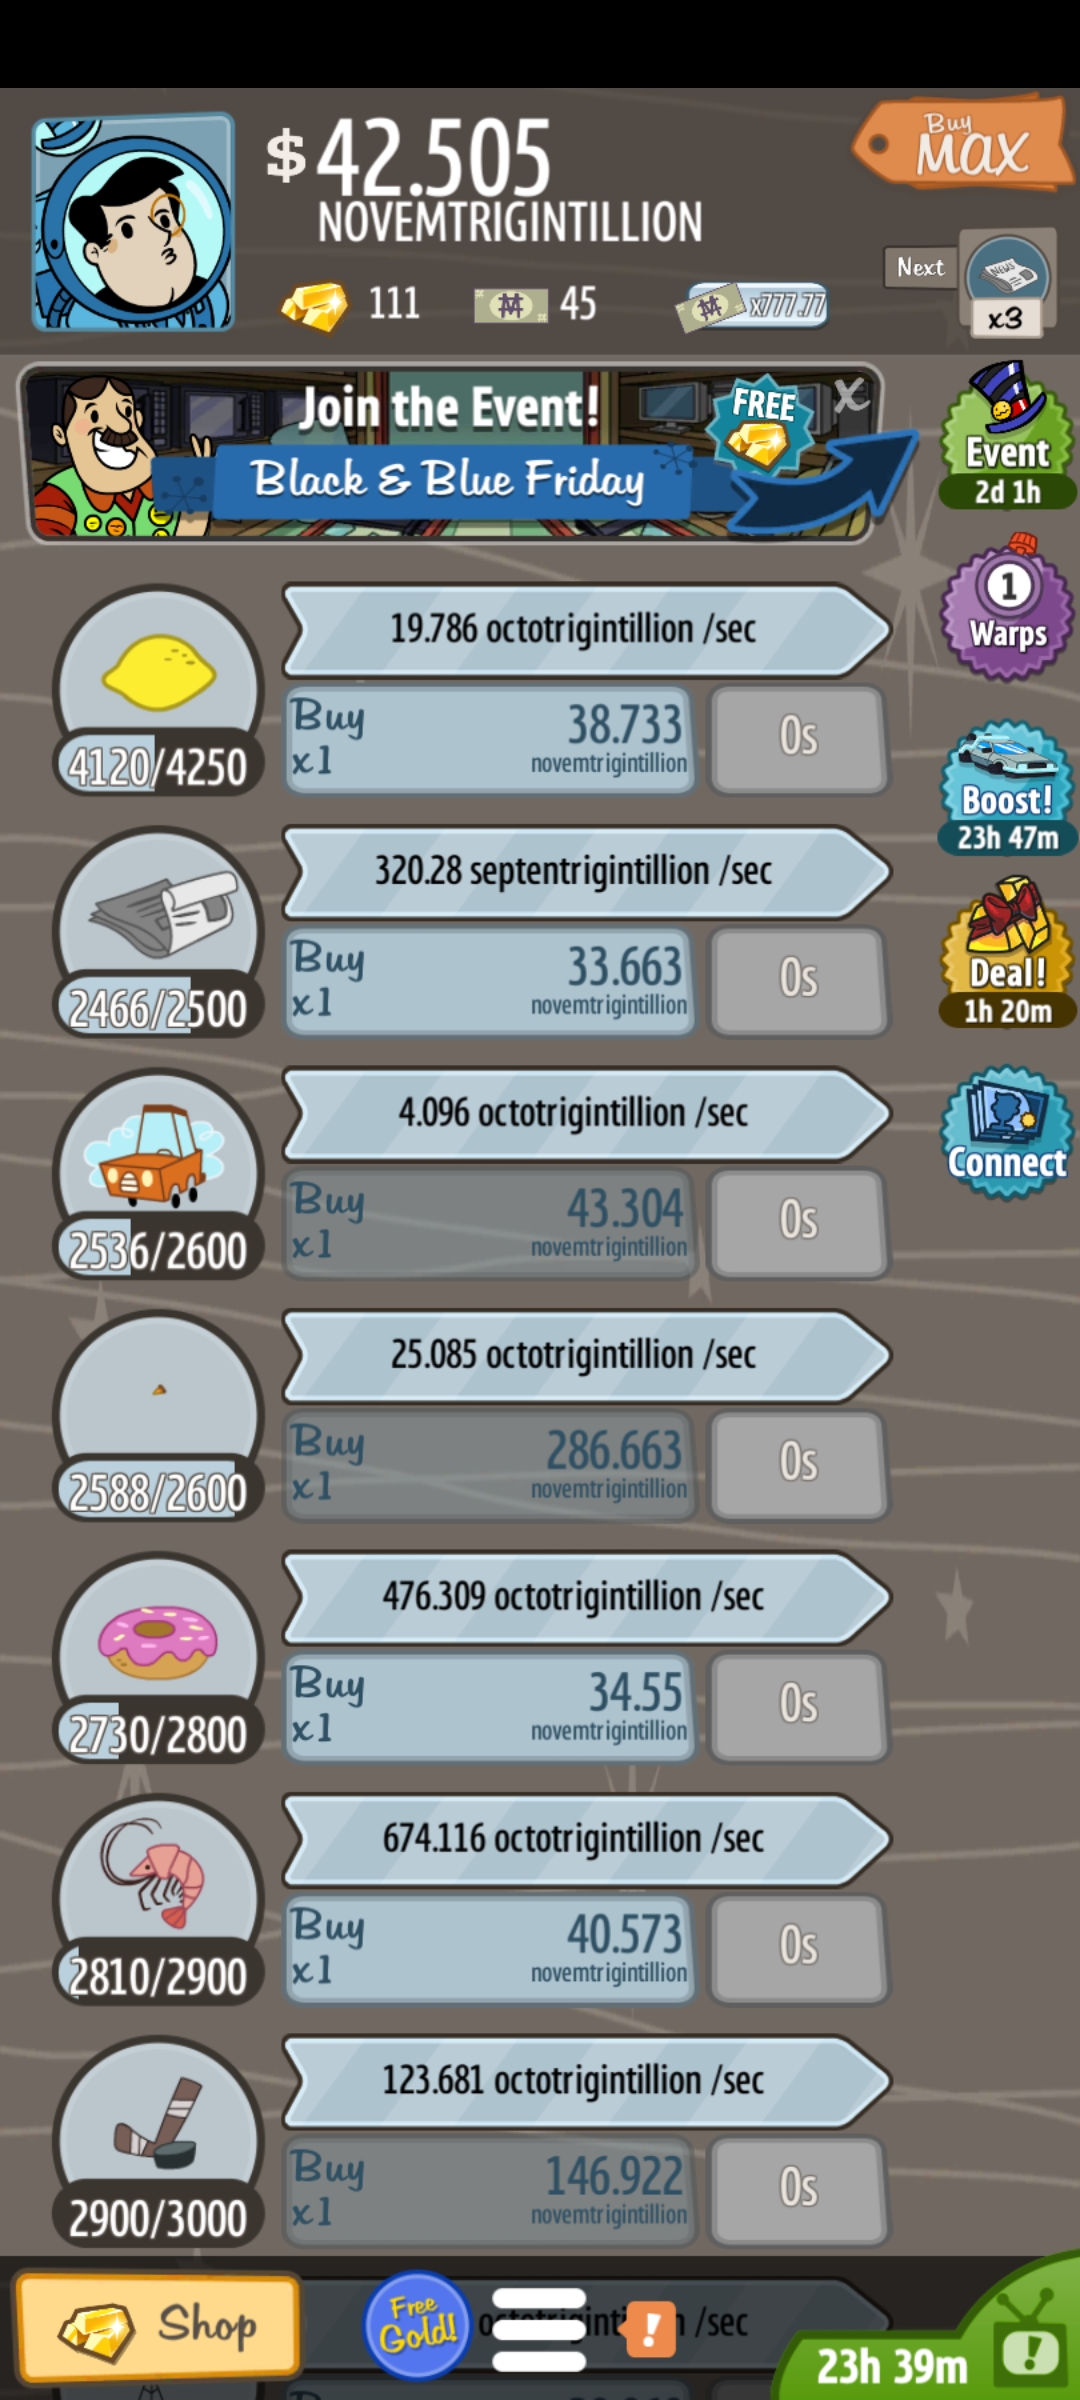 $ 42.505
NOVEMTRIGINTILLION
Buy
MAX
111
45
x777.77
Next
NEWS
x3
Join the Event!
FREE
X
Black & Blue Friday
Event
2d 1h
1
Warps
19.786 octotrigintillion /sec
Buy
x1
38.733
novemtrigintillion
0s
4120/4250
Boost!
23h 47m
320.28 septentrigintillion /sec
Buy
x1
33.663
novemtrigintillion
0s
2466/2500
Deal!
1h 20m
4.096 octotrigintillion /sec
Buy
x1
43.304
novemtrigintillion
0s
2536/2600
Connect
25.085 octotrigintillion /sec
Buy
x1
286.663
novemtrigintillion
0s
2588/2600
476.309 octotrigintillion /sec
Buy
x1
34.55
novemtrigintillion
0s
2730/2800
674.116 octotrigintillion /sec
Buy
x1
40.573
novemtrigintillion
0s
2810/2900
123.681 octotrigintillion /sec
Buy
x1
146.922
novemtrigintillion
0s
2900/3000
Shop
Free
Gold!
!
/sec
23h 39m
!
Buy